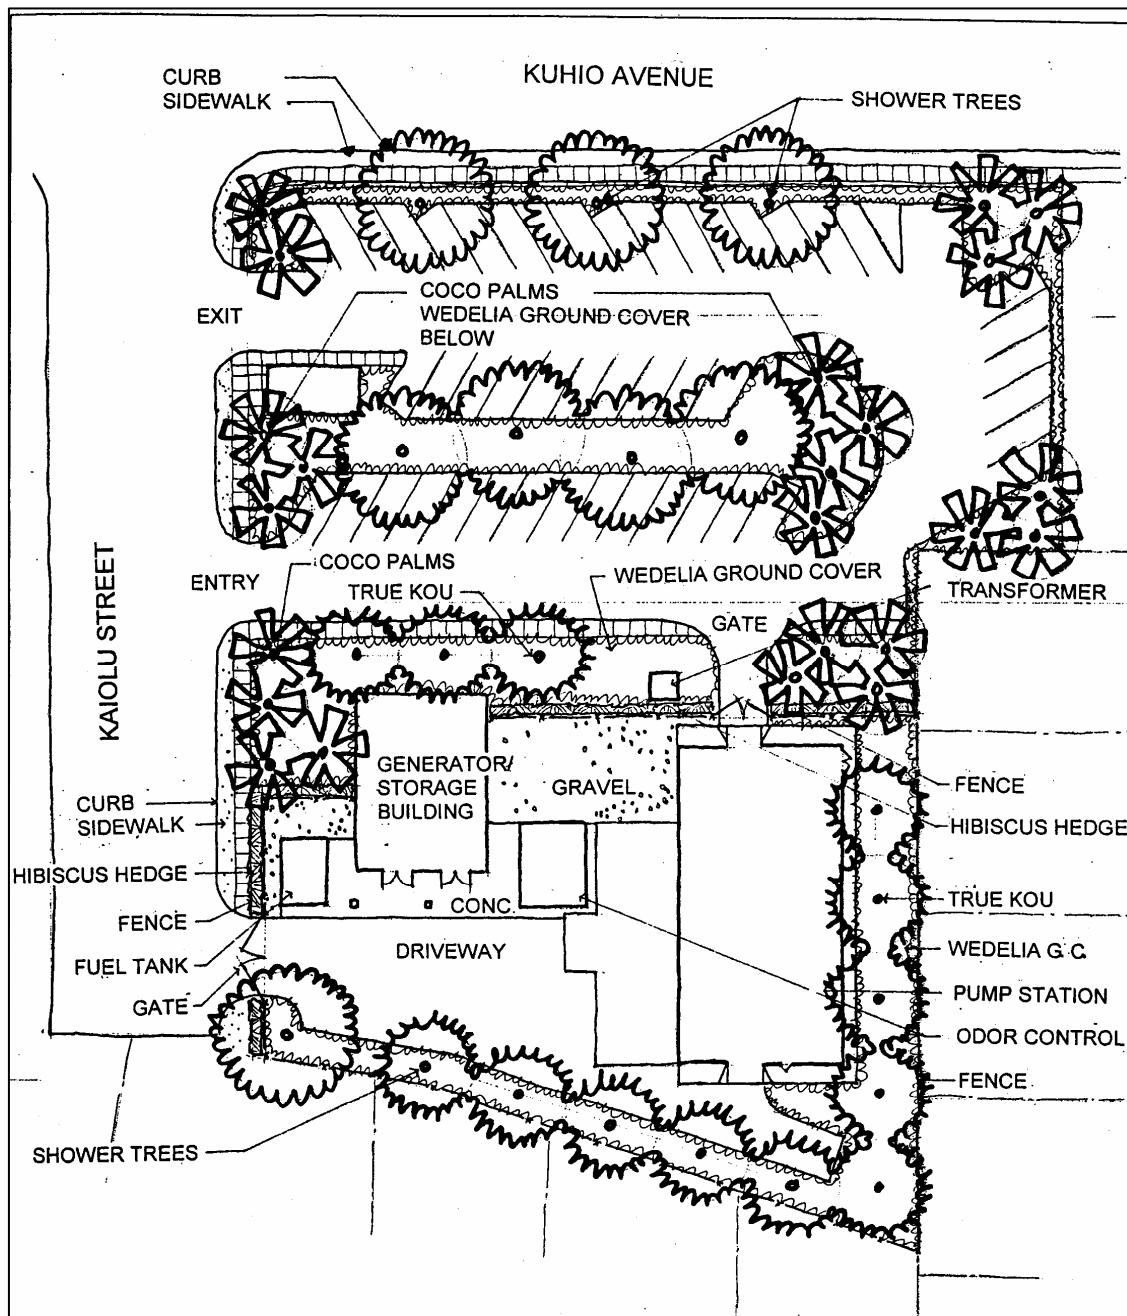 KUHIO AVENUE
CURB
SIDEWALK
SHOWER TREES
COCO PALMS
WEDELIA GROUND COVER
BELOW
EXIT
KAIOLU STREET
ENTRY
COCO PALMS
TRUE KOU
WEDELIA GROUND COVER
TRANSFORMER
GATE
GENERATOR/
STORAGE
BUILDING
GRAVEL
FENCE
HIBISCUS HEDGE
CURB
SIDEWALK
HIBISCUS HEDGE
FENCE
FUEL TANK
GATE
CONC.
DRIVEWAY
TRUE KOU
WEDELIA G.C.
PUMP STATION
ODOR CONTROL
FENCE
SHOWER TREES